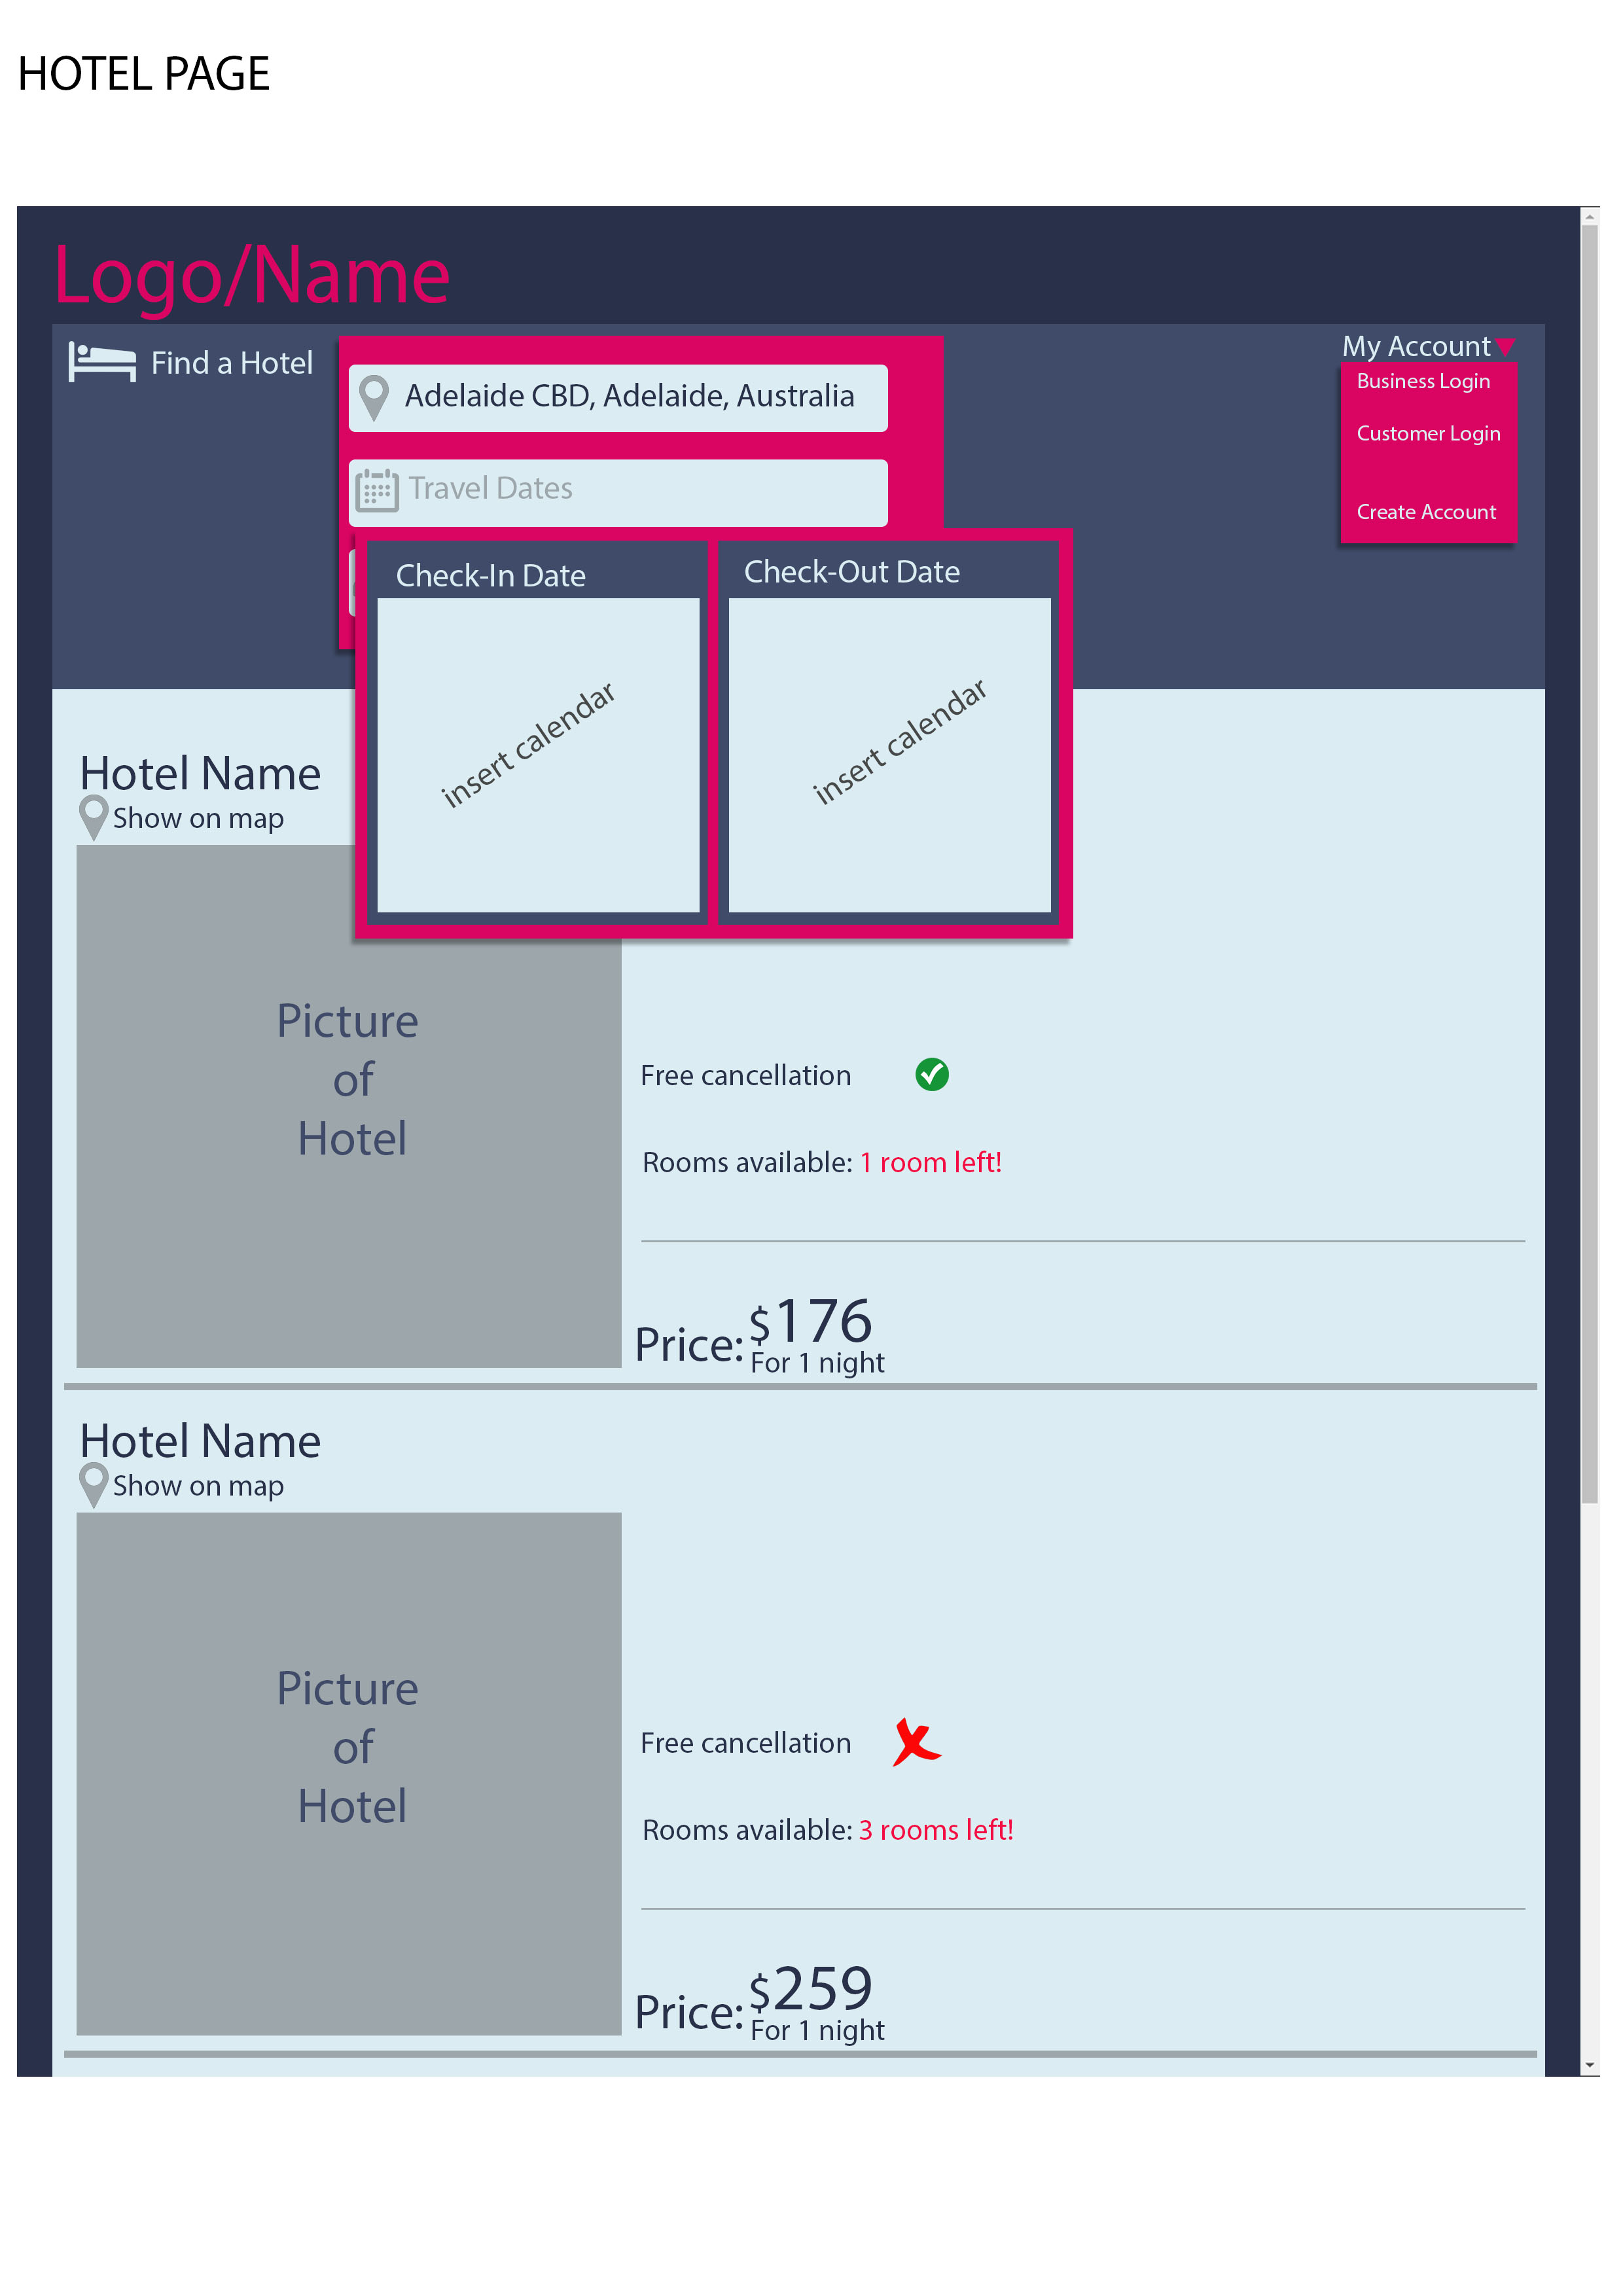 HOTEL PAGE
Logo/Name
Find a Hotel
Adelaide CBD, Adelaide, Australia
My Account
Business Login
Customer Login
Create Account
Travel Dates
Check-In Date
Check-Out Date
insert calendar
insert calendar
Hotel Name
Show on map
Picture
of
Hotel
Free cancellation
Rooms available: 1 room left!
Price: $176
For 1 night
Hotel Name
Show on map
Picture
of
Hotel
Free cancellation
Rooms available: 3 rooms left!
Price: $259
For 1 night